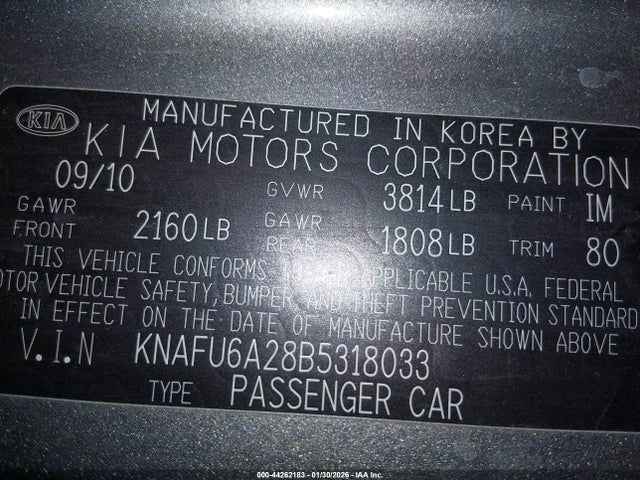 KIA
MANUFACTURED IN KOREA BY
KIA MOTORS CORPORATION
09/10 GVWR 3814 LB PAINT IM
GAWR FRONT 2160 LB GAWR REAR 1808 LB TRIM 80
THIS VEHICLE CONFORMS TO ALL APPLICABLE U.S.A. FEDERAL
OTOR VEHICLE SAFETY, BUMPER AND THEFT PREVENTION STANDARD
IN EFFECT ON THE DATE OF MANUFACTURE SHOWN ABOVE
V.I.N KNAFU6A28B5318033
TYPE PASSENGER CAR
000-44262183 - 01/30/2026 - IAA Inc.